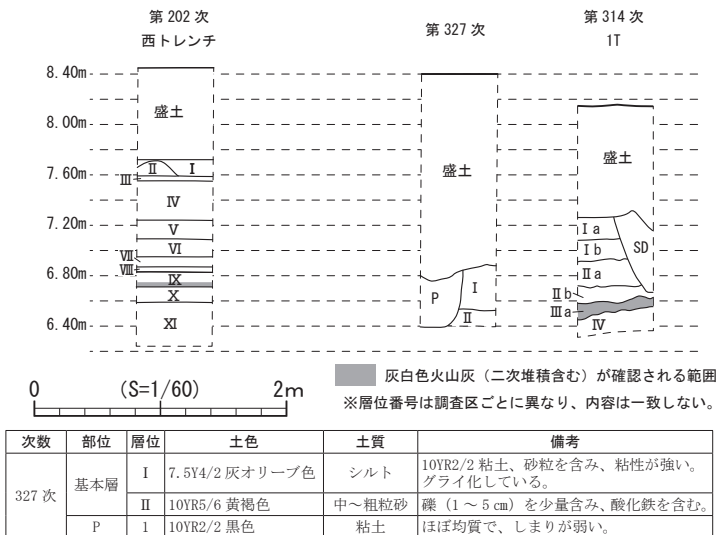 第 202 次
西トレンチ
第 327 次
第 314 次
1T
8.40m
8.00m
7.60m
7.20m
6.80m
6.40m
盛土
Ⅱ
Ⅰ
Ⅲ
Ⅳ
Ⅴ
Ⅵ
Ⅶ
Ⅷ
Ⅸ
Ⅹ
Ⅺ
盛土
P
Ⅰ
Ⅱ
盛土
Ⅰa
Ⅰb
SD
Ⅱa
Ⅱb
Ⅲa
Ⅳ
0 (S=1/60) 2m
灰白色火山灰（二次堆積含む）が確認される範囲
※層位番号は調査区ごとに異なり、内容は一致しない。
次数 部位 層位 土色 土質 備考
327 次 基本層 Ⅰ 7.5Y4/2 灰オリーブ色 シルト 10YR2/2 粘土、砂粒を含み、粘性が強い。
グライ化している。
Ⅱ 10YR5/6 黄褐色 中～粗粒砂 礫（1～5㎝）を少量含み、酸化鉄を含む。
P 1 10YR2/2 黒色 粘土 ほぼ均質で、しまりが弱い。